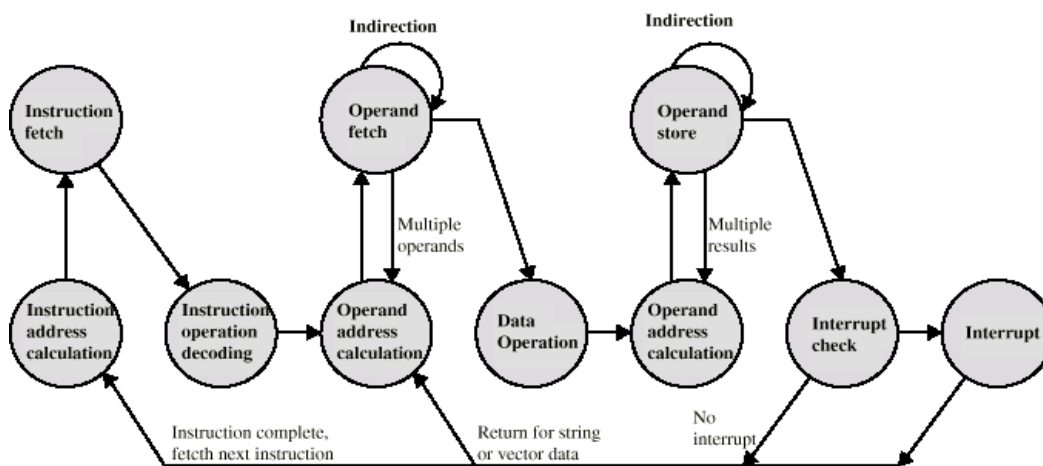 Indirection
Indirection
Instruction
fetch
Operand
fetch
Operand
store
Multiple
operands
Multiple
results
Instruction
address
calculation
Instruction
operation
decoding
Operand
address
calculation
Data
Operation
Operand
address
calculation
Interrupt
check
Interrupt
Instruction complete,
fetcth next instruction
Return for string
or vector data
No
interrupt